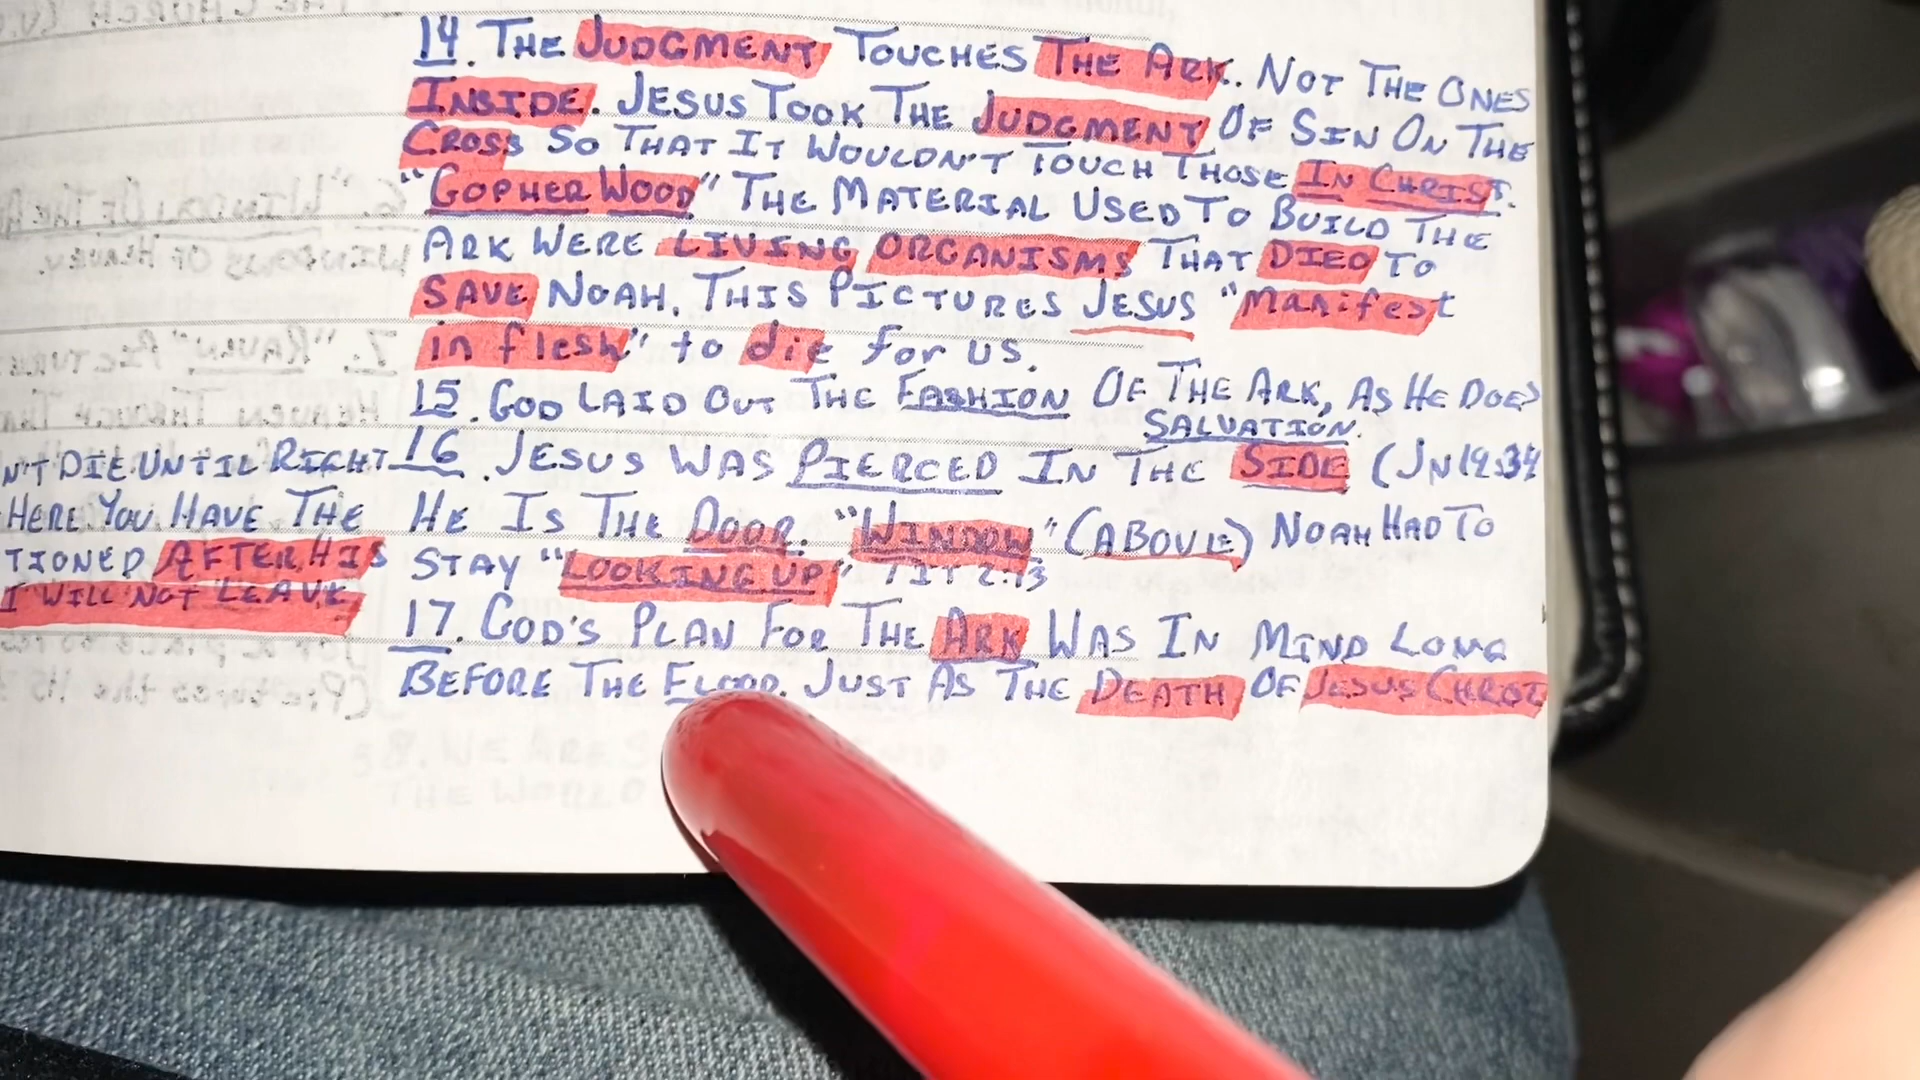 14. THE JUDGMENT TOUCHES THE ARK. NOT THE ONES
INSIDE. JESUS TOOK THE JUDGMENT OF SIN ON THE
CROSS SO THAT IT WOULDN'T TOUCH THOSE IN CHRIST.
"GOPHER WOOD" THE MATERIAL USED TO BUILD THE
ARK WERE LIVING ORGANISMS THAT DIED TO
SAVE NOAH. THIS PICTURES JESUS "Manifest
in flesh" to die for us.
15. GOD LAID OUT THE FASHION OF THE ARK, AS HE DOES
SALVATION.
16. JESUS WAS PIERCED IN THE SIDE (JN 19:34
HE IS THE DOOR. "WINDOW" (ABOVE) NOAH HAD TO
STAY "LOOKING UP" TIT 2:13
17. GOD'S PLAN FOR THE ARK WAS IN MIND LONG
BEFORE THE FLOOD. JUST AS THE DEATH OF JESUS CHRIST
N'T DIE UNTIL RIGHT
HERE YOU HAVE THE
TIONED AFTER HIS
I WILL NOT LEAVE